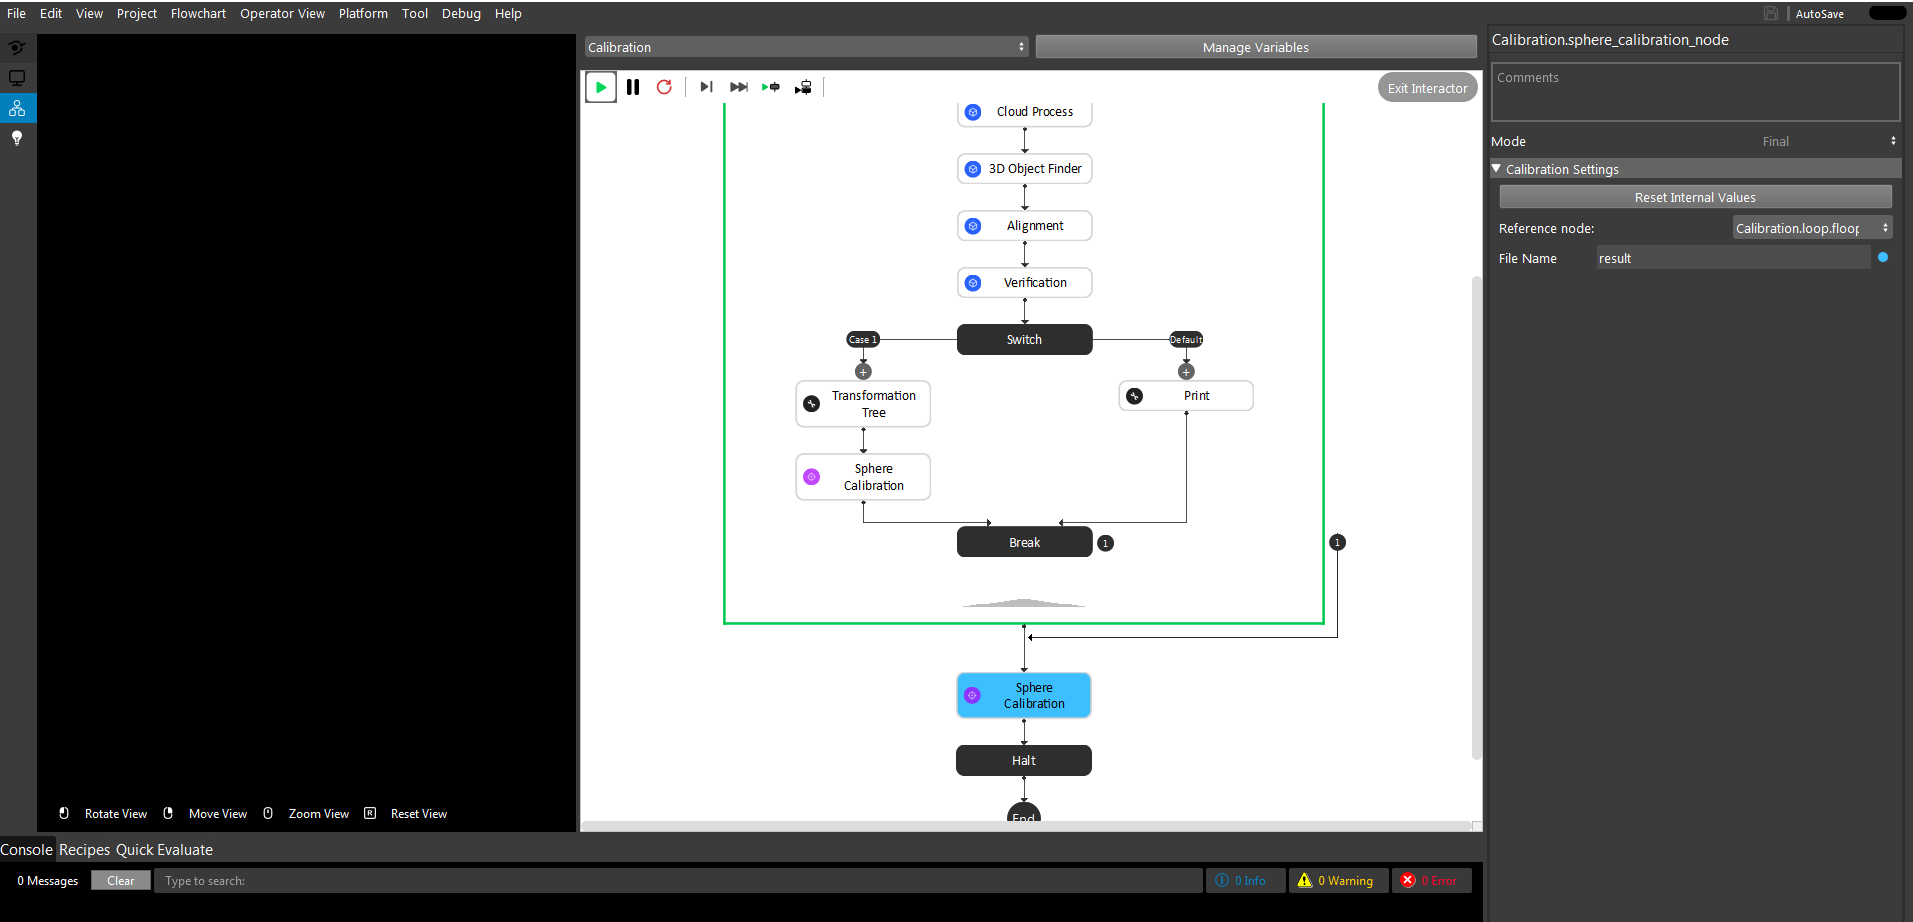 File Edit View Project Flowchart Operator View Platform Tool Debug Help
AutoSave
Calibration
Manage Variables
Exit Interactor
Cloud Process
3D Object Finder
Alignment
Verification
Switch
Case 1
Default
Transformation
Tree
Print
Sphere
Calibration
Break
1
1
Sphere
Calibration
Halt
End
Rotate View
Move View
Zoom View
R
Reset View
Calibration.sphere_calibration_node
Comments
Mode
Final
Calibration Settings
Reset Internal Values
Reference node:
Calibration.loop.floop
File Name
result
Console Recipes Quick Evaluate
0 Messages
Clear
Type to search:
0 Info
0 Warning
0 Error